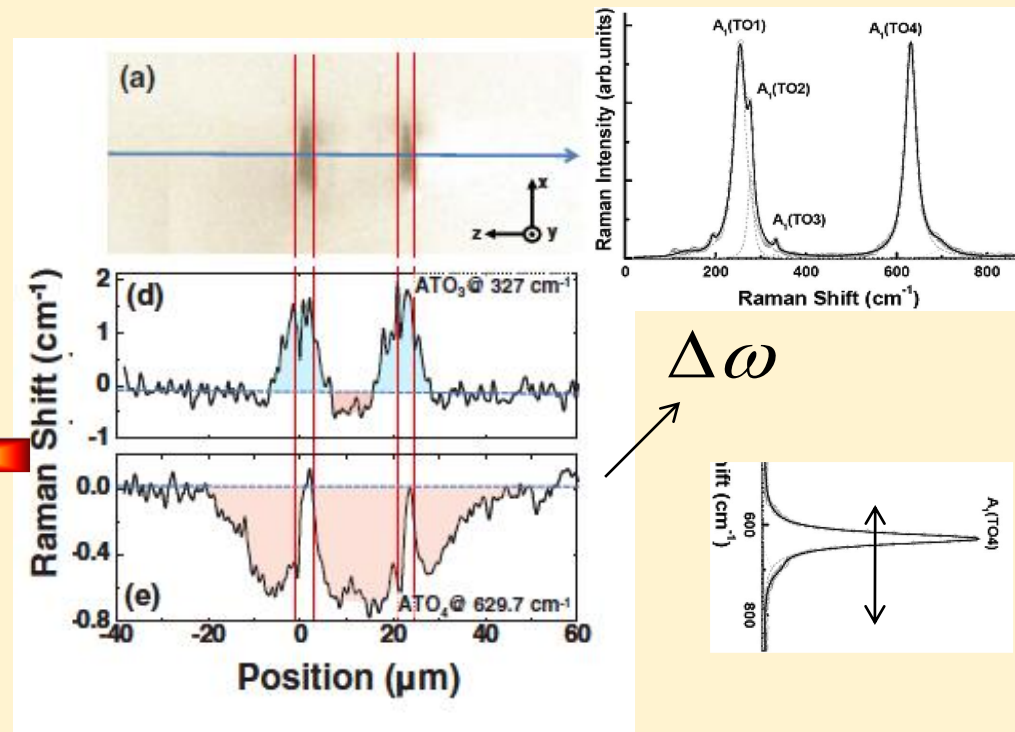 (a)
x
z
y
Raman Shift (cm⁻¹)
(d)
ATO₃@ 327 cm⁻¹
2
1
0
-1
(e)
ATO₄@ 629.7 cm⁻¹
0.0
-0.4
-0.8
-40 -20 0 20 40 60
Position (μm)
Raman Intensity (arb.units)
A₁(TO1)
A₁(TO2)
A₁(TO3)
A₁(TO4)
0 200 400 600 800
Raman Shift (cm⁻¹)
Δω
(cm⁻¹)
600
800
A₁(TO4)